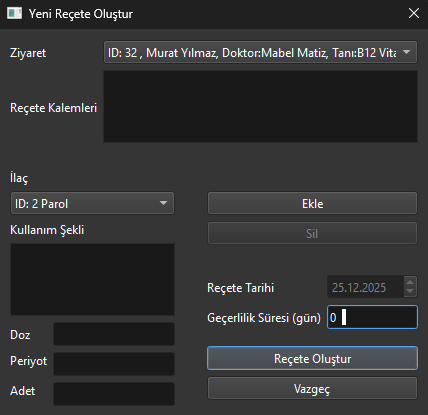 Yeni Reçete Oluştur
Ziyaret
ID: 32 , Murat Yılmaz, Doktor:Mabel Matiz, Tanı:B12 Vita
Reçete Kalemleri
İlaç
ID: 2 Parol
Ekle
Kullanım Şekli
Sil
Reçete Tarihi
25.12.2025
Geçerlilik Süresi (gün)
0
Doz
Periyot
Reçete Oluştur
Adet
Vazgeç